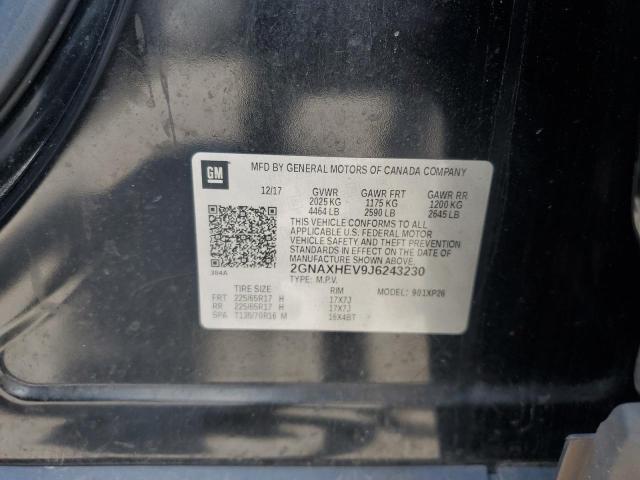 GM
MFD BY GENERAL MOTORS OF CANADA COMPANY
12/17 GVWR GAWR FRT GAWR RR
2025 KG 1175 KG 1200 KG
4464 LB 2590 LB 2645 LB
THIS VEHICLE CONFORMS TO ALL
APPLICABLE U.S. FEDERAL MOTOR
VEHICLE SAFETY, BUMPER, AND THEFT
PREVENTION STANDARDS IN EFFECT ON THE DATE OF
MANUFACTURE SHOWN ABOVE.
2GNAXHEV9J6243230
384A
TYPE: M.P.V.
TIRE SIZE RIM MODEL: 901XP26
FRT 225/65R17 H 17X7J
RR 225/65R17 H 17X7J
SPA T135/70R16 M 16X4BT